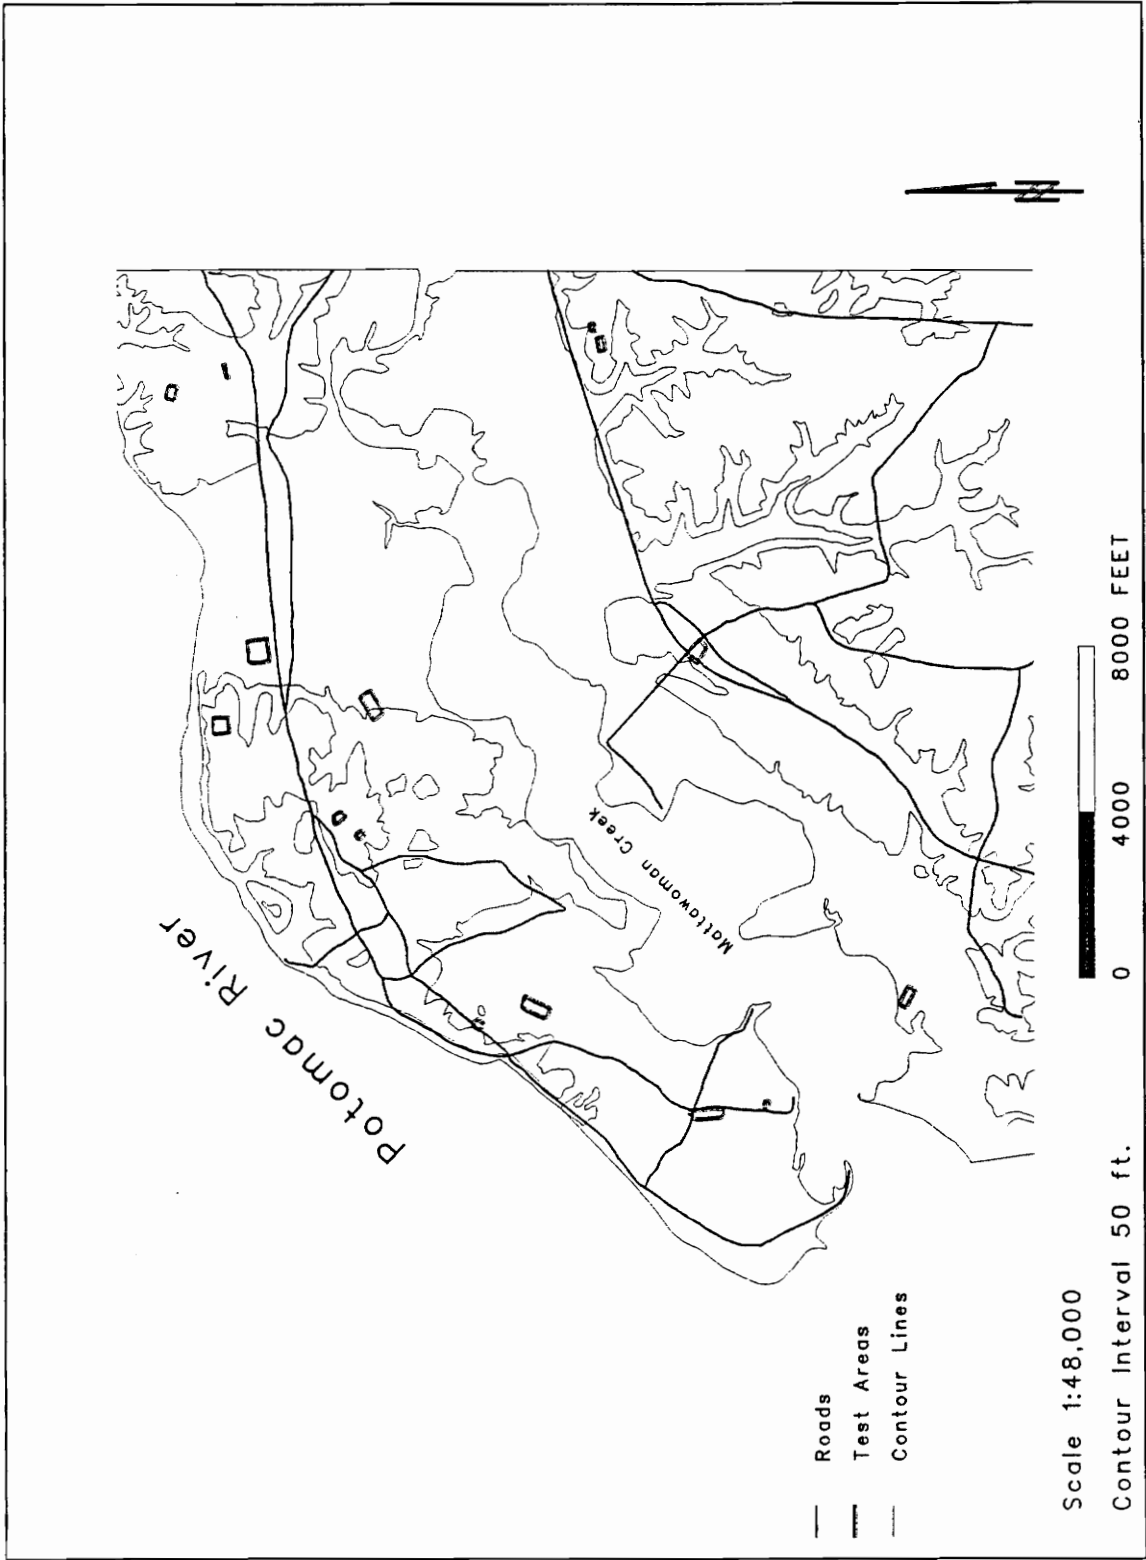 Potomac River
Mattawoman Creek
N
Roads
Test Areas
Contour Lines
Scale 1:48,000
Contour Interval 50 ft.
0 4000 8000 FEET